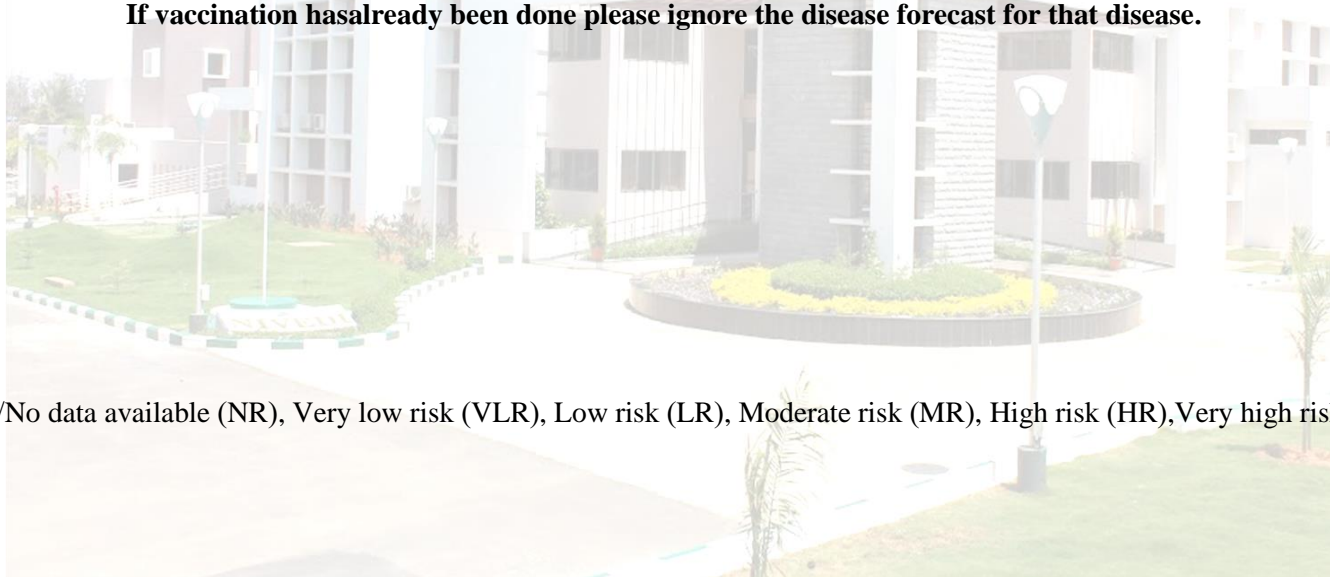 If vaccination hasalready been done please ignore the disease forecast for that disease.
/No data available (NR), Very low risk (VLR), Low risk (LR), Moderate risk (MR), High risk (HR),Very high